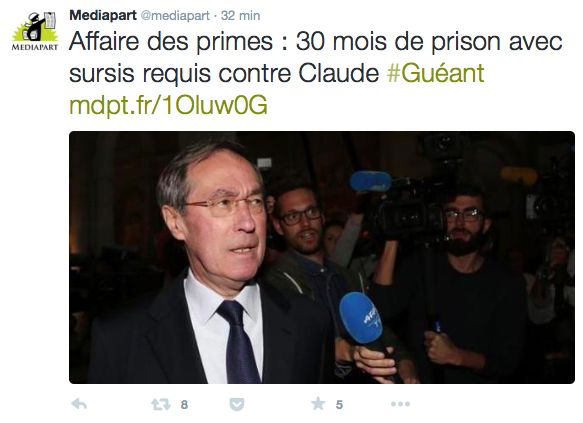 Mediapart @mediapart · 32 min
MEDIAPART
Affaire des primes : 30 mois de prison avec
sursis requis contre Claude #Guéant
mdpt.fr/1Oluw0G
8
5